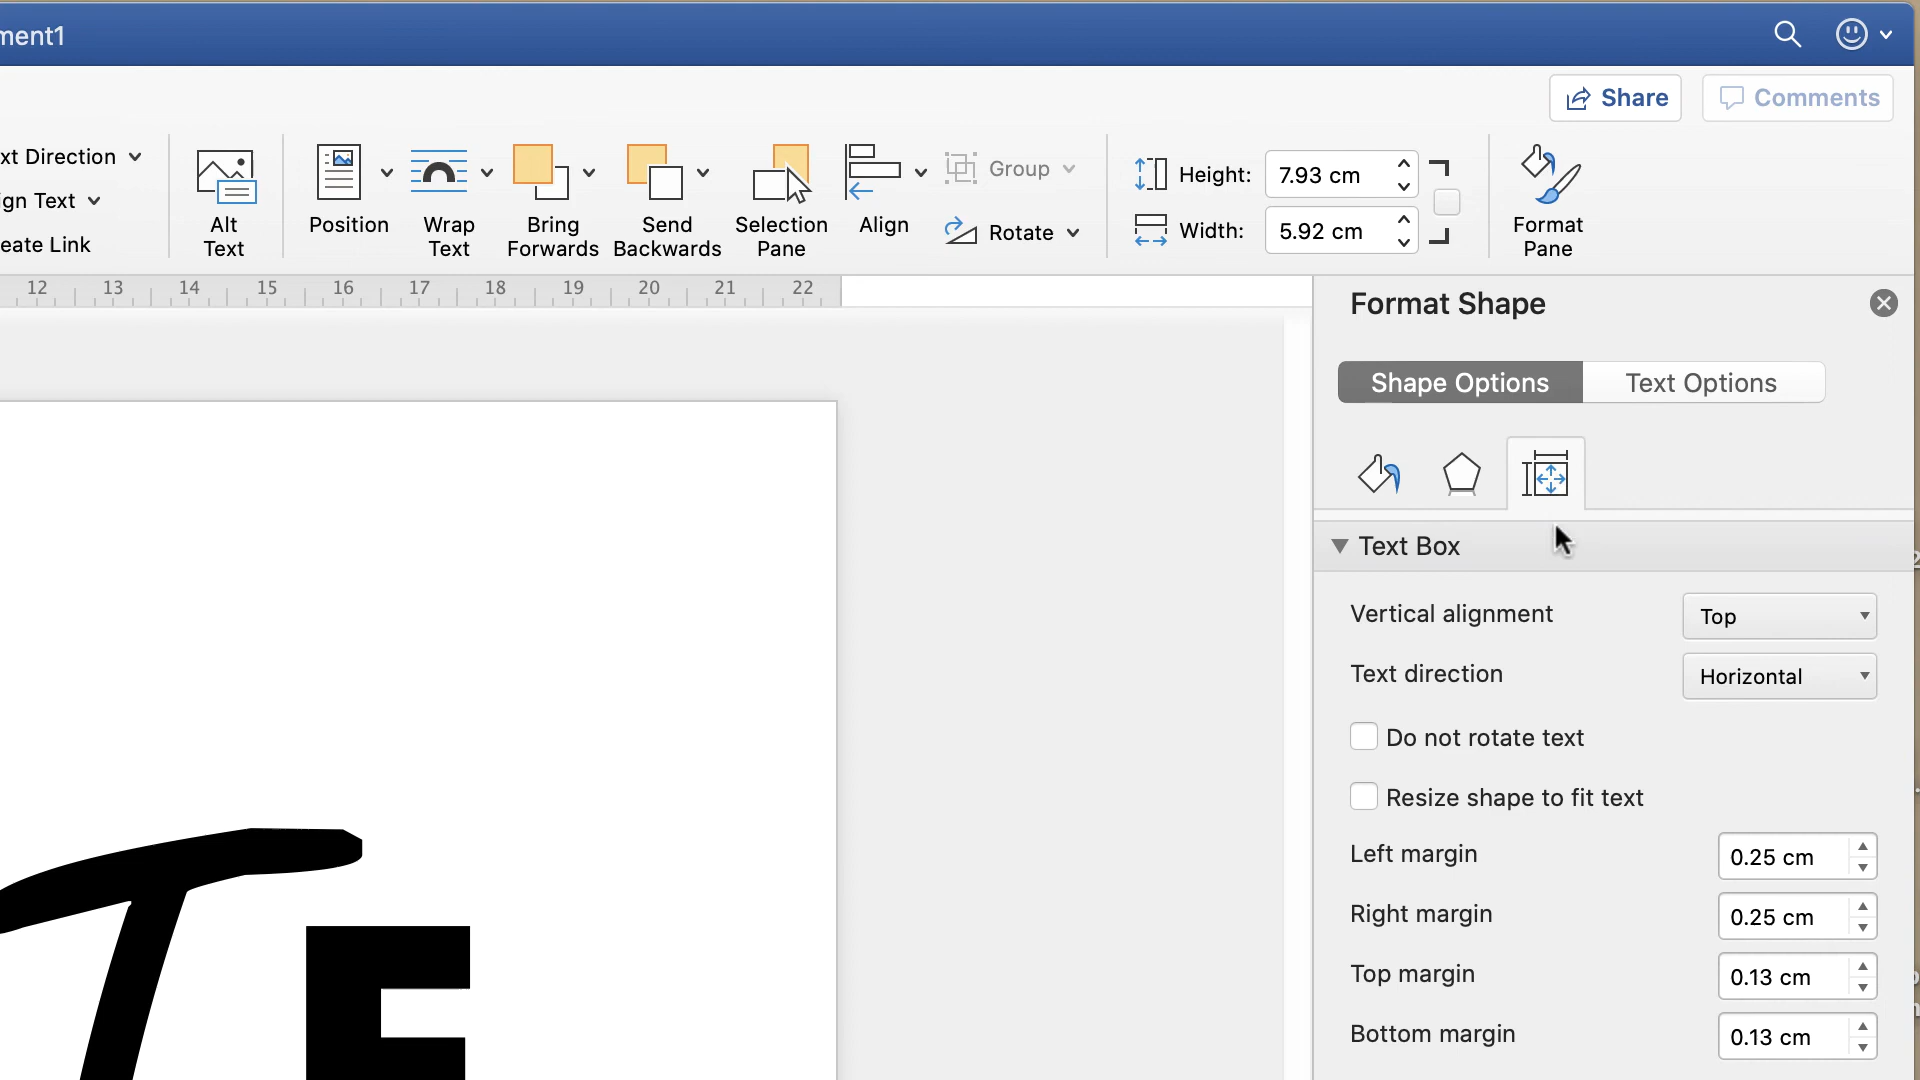 ment1
Share
Comments
xt Direction
gn Text
eate Link
Alt
Text
Position
Wrap
Text
Bring
Forwards
Send
Backwards
Selection
Pane
Align
Group
Rotate
Height:
7.93 cm
Width:
5.92 cm
Format
Pane
12 13 14 15 16 17 18 19 20 21 22
Format Shape
Shape Options
Text Options
Text Box
Vertical alignment
Top
Text direction
Horizontal
Do not rotate text
Resize shape to fit text
Left margin
0.25 cm
Right margin
0.25 cm
Top margin
0.13 cm
Bottom margin
0.13 cm
T
E